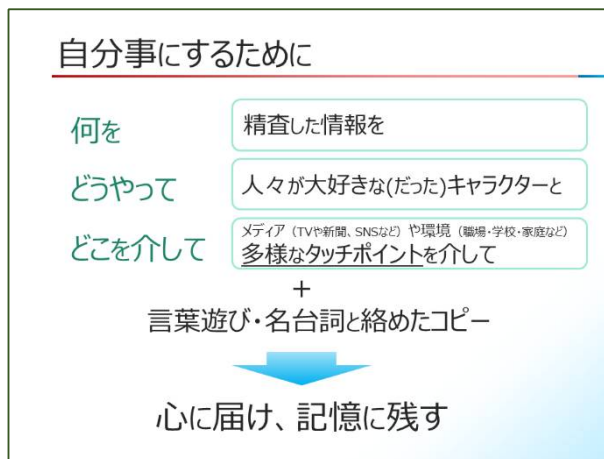 自分事にするために
何を
精査した情報を
どうやって
人々が大好きな(だった)キャラクターと
どこを介して
メディア（TVや新聞、SNSなど）や環境（職場・学校・家庭など）
多様なタッチポイントを介して
+
言葉遊び・名台詞と絡めたコピー
心に届け、記憶に残す